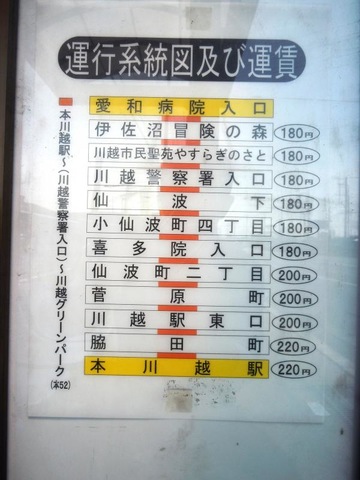 運行系統図及び運賃
本川越駅〜(川越警察署入口)〜川越グリーンパーク
(本52)
愛和病院入口
伊佐沼冒険の森 180円
川越市民聖苑やすらぎのさと 180円
川越警察署入口 180円
仙波下 180円
小仙波町四丁目 180円
喜多院入口 180円
仙波町二丁目 200円
菅原町 200円
川越駅東口 200円
脇田町 220円
本川越駅 220円